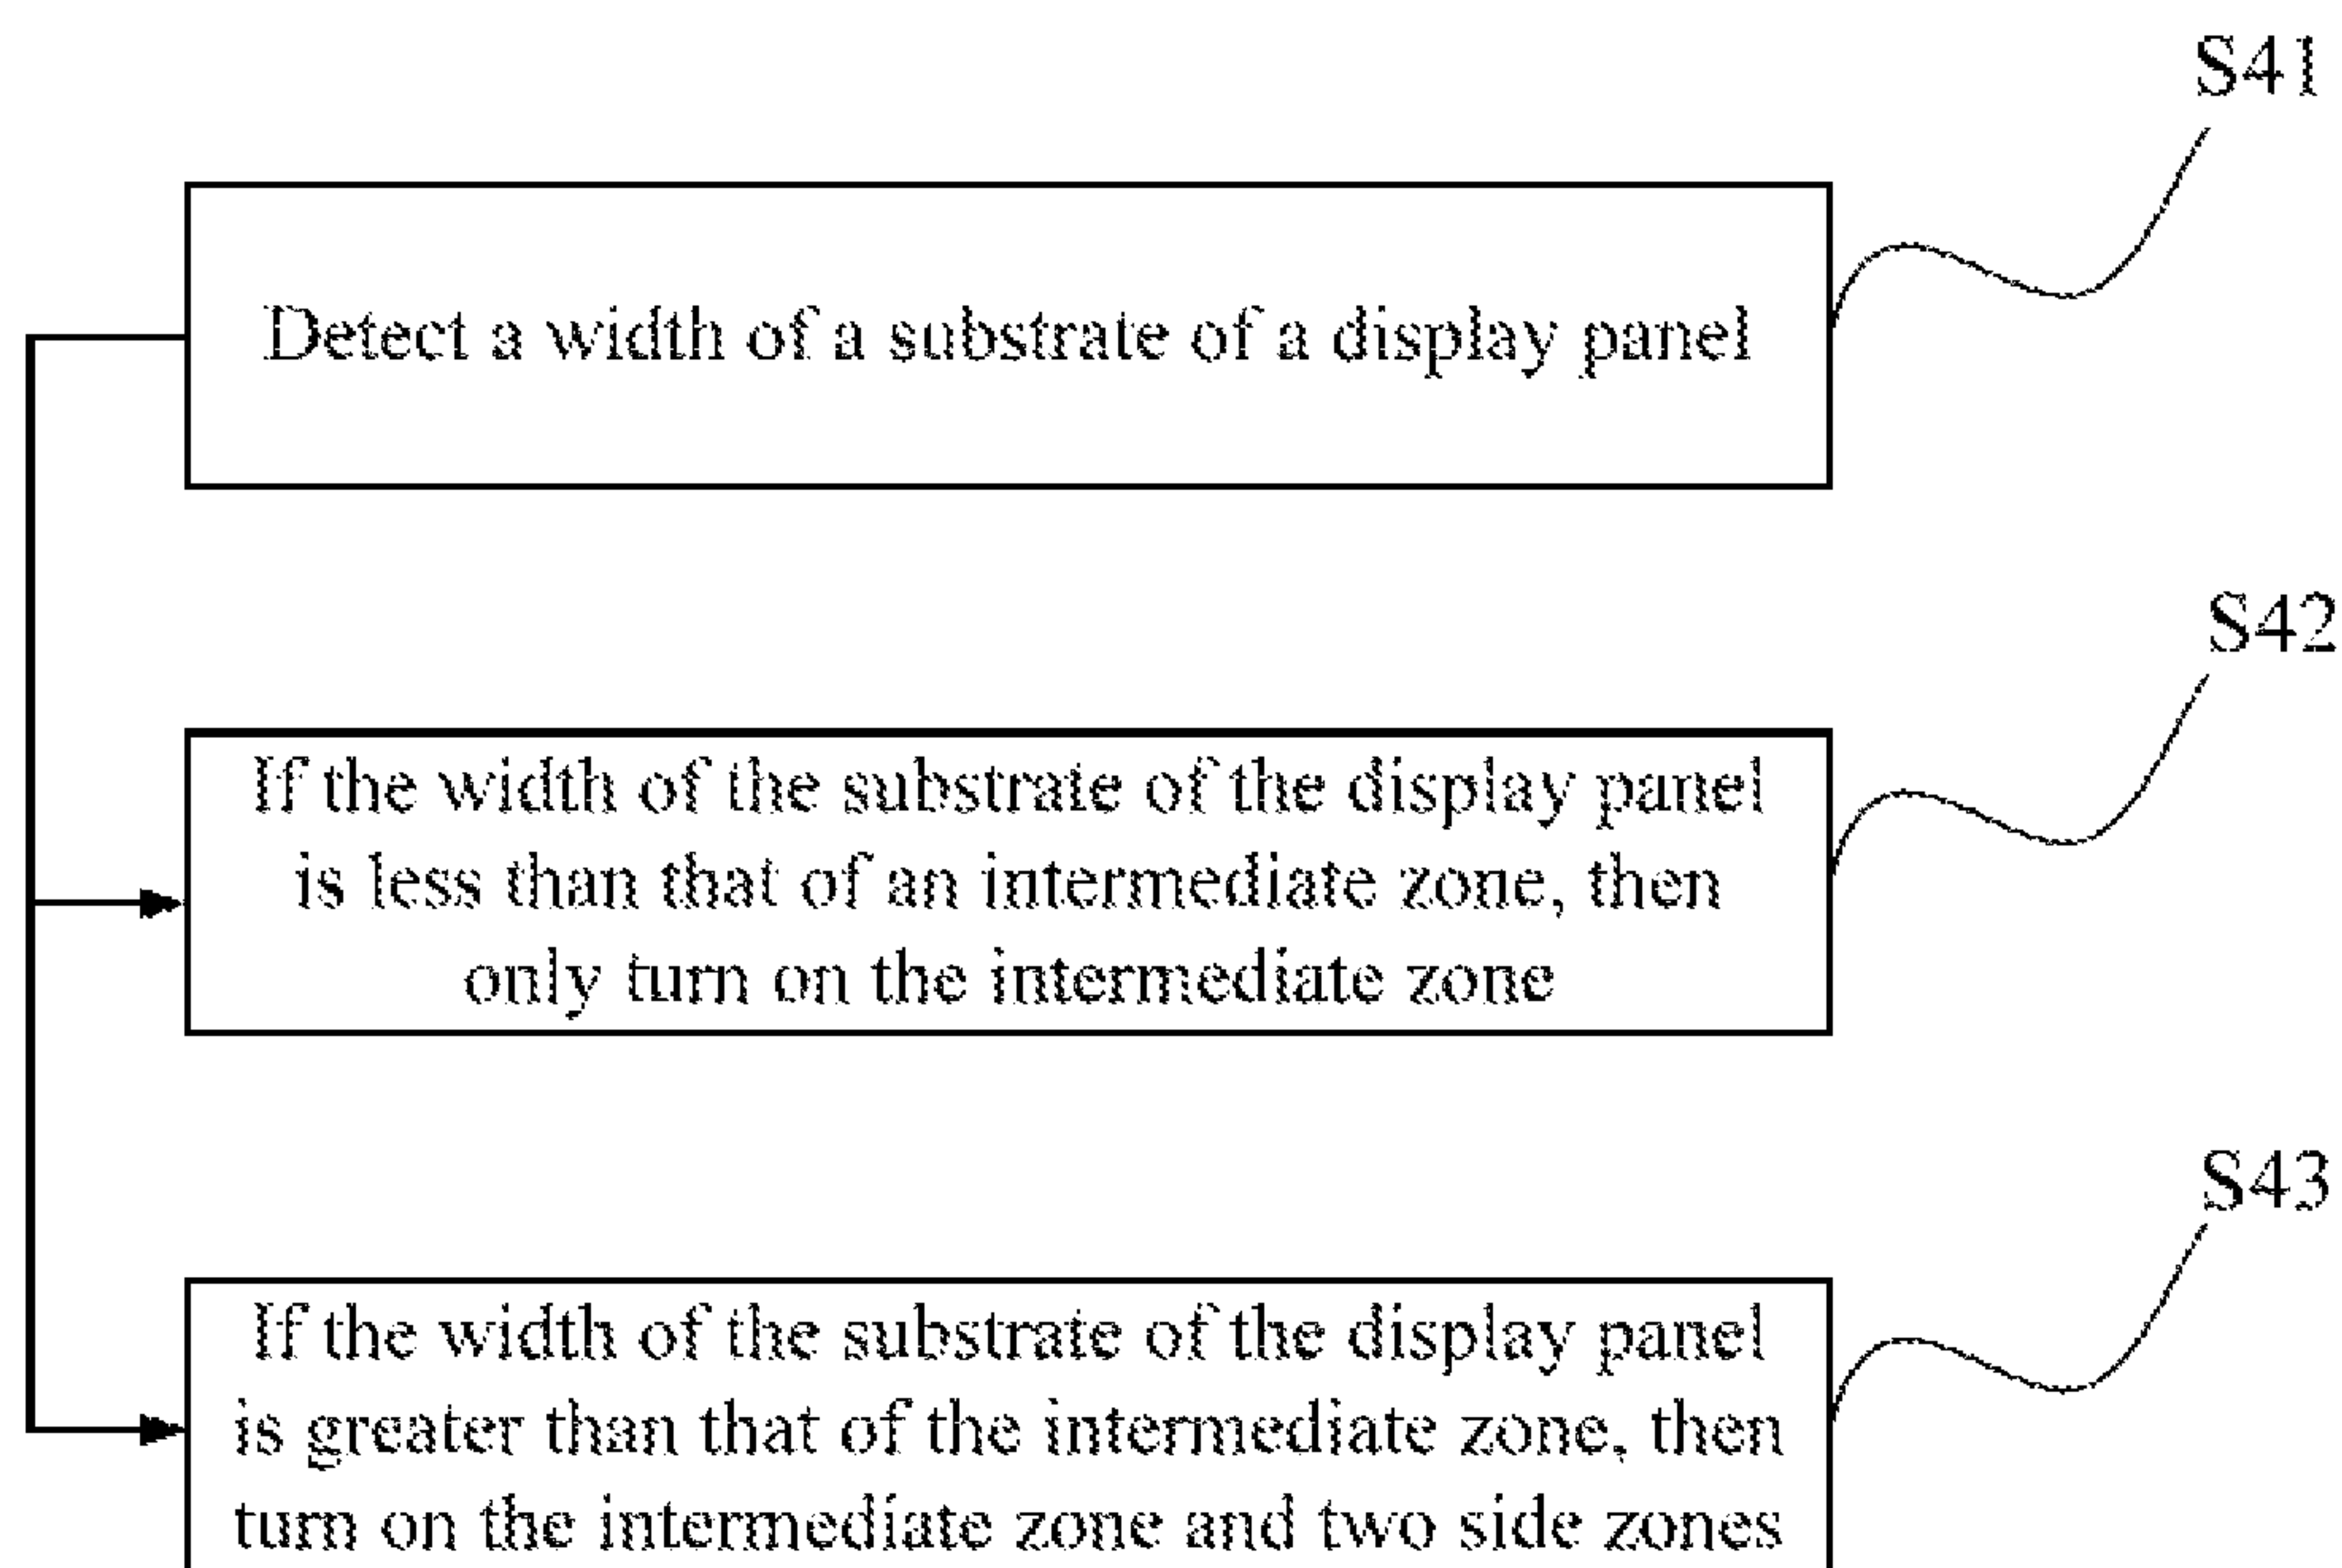 S41
Detect a width of a substrate of a display panel
S42
If the width of the substrate of the display panel
is less than that of an intermediate zone, then
only turn on the intermediate zone
S43
If the width of the substrate of the display panel
is greater than that of the intermediate zone, then
turn on the intermediate zone and two side zones